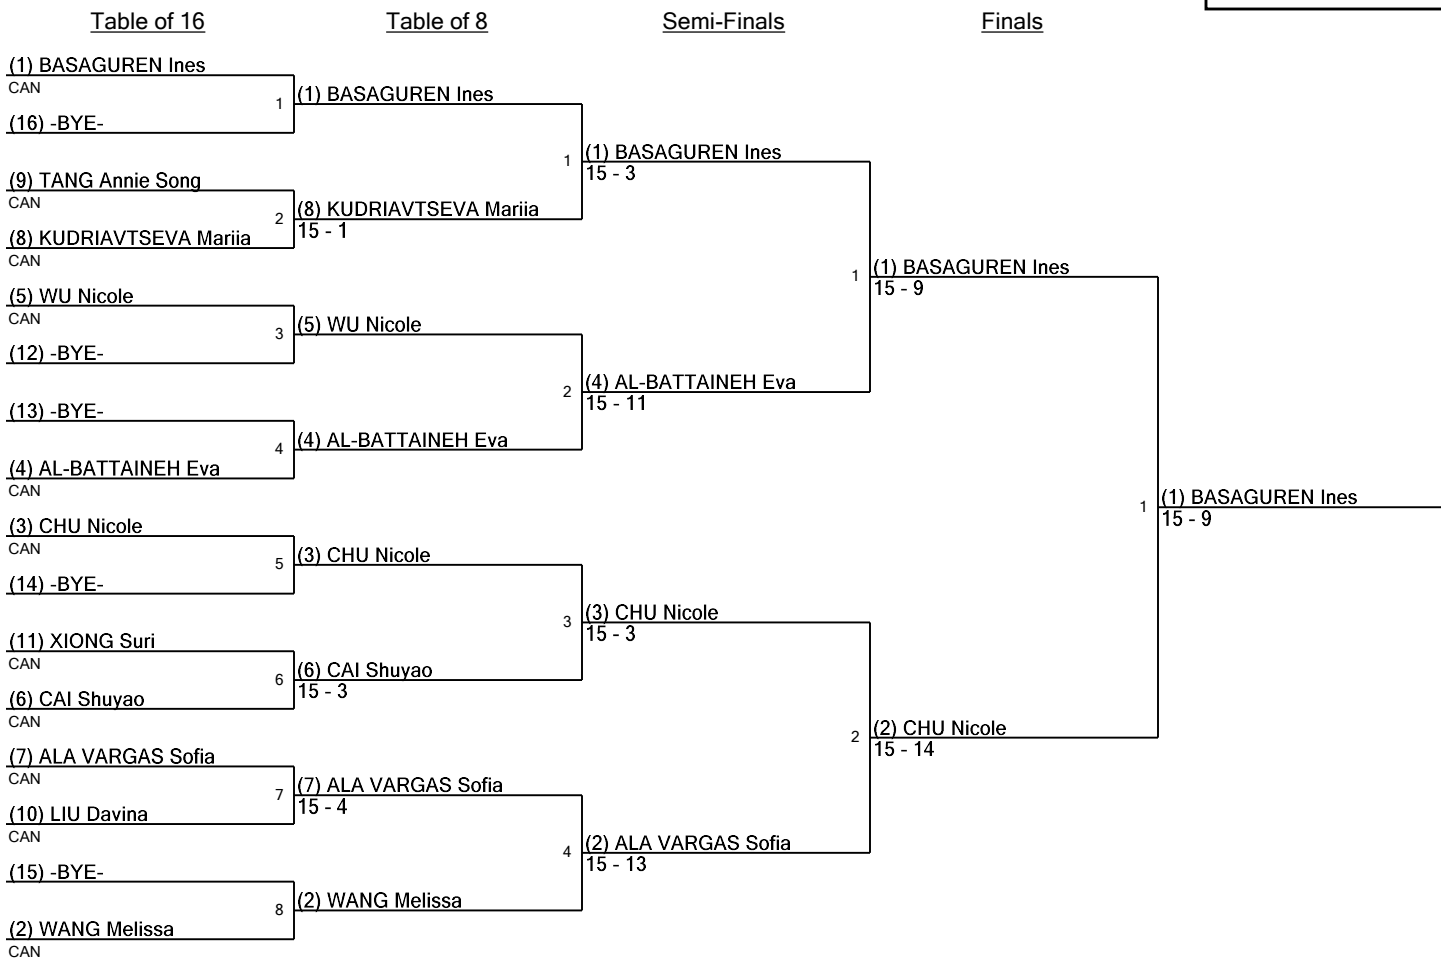 Table of 16
Table of 8
Semi-Finals
Finals
(1) BASAGUREN Ines
CAN
(16) -BYE-
(9) TANG Annie Song
CAN
(8) KUDRIAVTSEVA Mariia
CAN
(5) WU Nicole
CAN
(12) -BYE-
(13) -BYE-
(4) AL-BATTAINEH Eva
CAN
(3) CHU Nicole
CAN
(14) -BYE-
(11) XIONG Suri
CAN
(6) CAI Shuyao
CAN
(7) ALA VARGAS Sofia
CAN
(10) LIU Davina
CAN
(15) -BYE-
(2) WANG Melissa
CAN
1
(1) BASAGUREN Ines
2
(8) KUDRIAVTSEVA Mariia
15 - 1
3
(5) WU Nicole
4
(4) AL-BATTAINEH Eva
5
(3) CHU Nicole
6
(6) CAI Shuyao
15 - 3
7
(7) ALA VARGAS Sofia
15 - 4
8
(2) WANG Melissa
1
(1) BASAGUREN Ines
15 - 3
2
(4) AL-BATTAINEH Eva
15 - 11
3
(3) CHU Nicole
15 - 3
4
(2) ALA VARGAS Sofia
15 - 13
1
(1) BASAGUREN Ines
15 - 9
2
(2) CHU Nicole
15 - 14
1
(1) BASAGUREN Ines
15 - 9